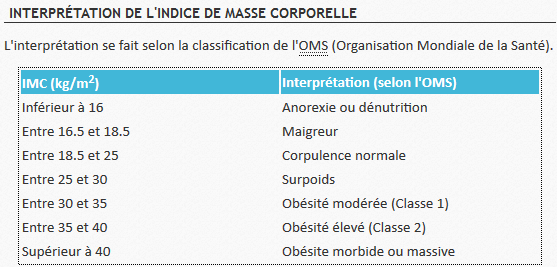 INTERPRÉTATION DE L'INDICE DE MASSE CORPORELLE
L'interprétation se fait selon la classification de l'OMS (Organisation Mondiale de la Santé).
IMC (kg/m²) Interprétation (selon l'OMS)
Inférieur à 16 Anorexie ou dénutrition
Entre 16.5 et 18.5 Maigreur
Entre 18.5 et 25 Corpulence normale
Entre 25 et 30 Surpoids
Entre 30 et 35 Obésité modérée (Classe 1)
Entre 35 et 40 Obésité élevé (Classe 2)
Supérieur à 40 Obésite morbide ou massive